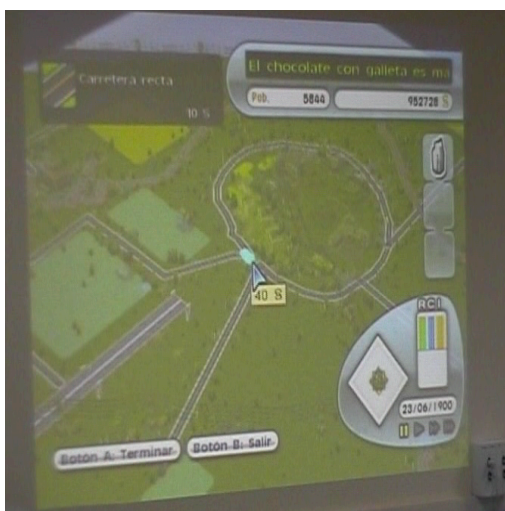 Carretera recta
10 $
El chocolate con galleta es má
Pob. 5844
952728 $
40 $
RCI
23/06/1900
Botón A: Terminar
Botón B: Salir